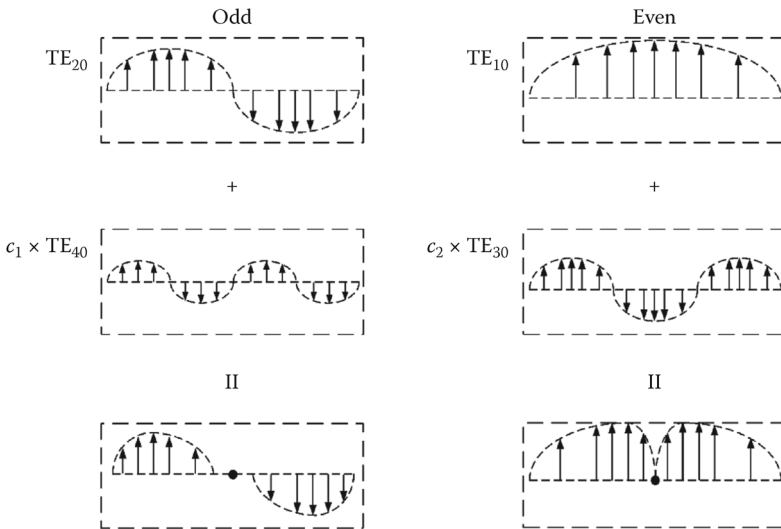 Odd
Even
TE20
TE10
+
+
c1 × TE40
c2 × TE30
II
II